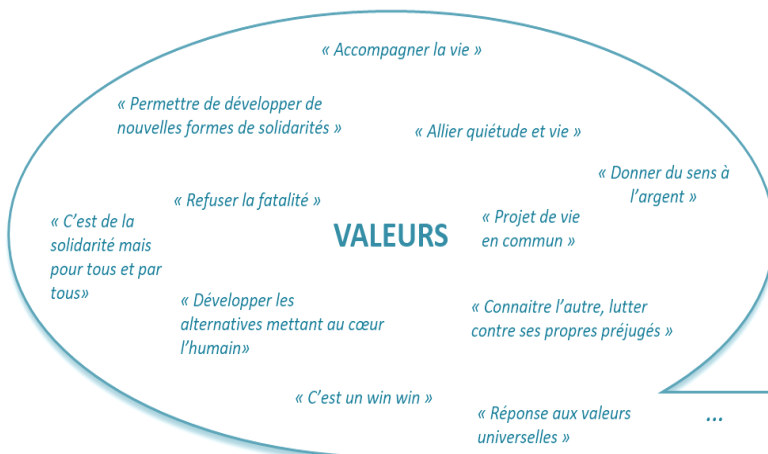 « Accompagner la vie »
« Permettre de développer de
nouvelles formes de solidarités »
« Allier quiétude et vie »
« Donner du sens à
l’argent »
« Refuser la fatalité »
« C’est de la
solidarité mais
pour tous et par
tous»
VALEURS
« Projet de vie
en commun »
« Développer les
alternatives mettant au cœur
l’humain»
« Connaitre l’autre, lutter
contre ses propres préjugés »
« C’est un win win »
« Réponse aux valeurs
universelles »
...